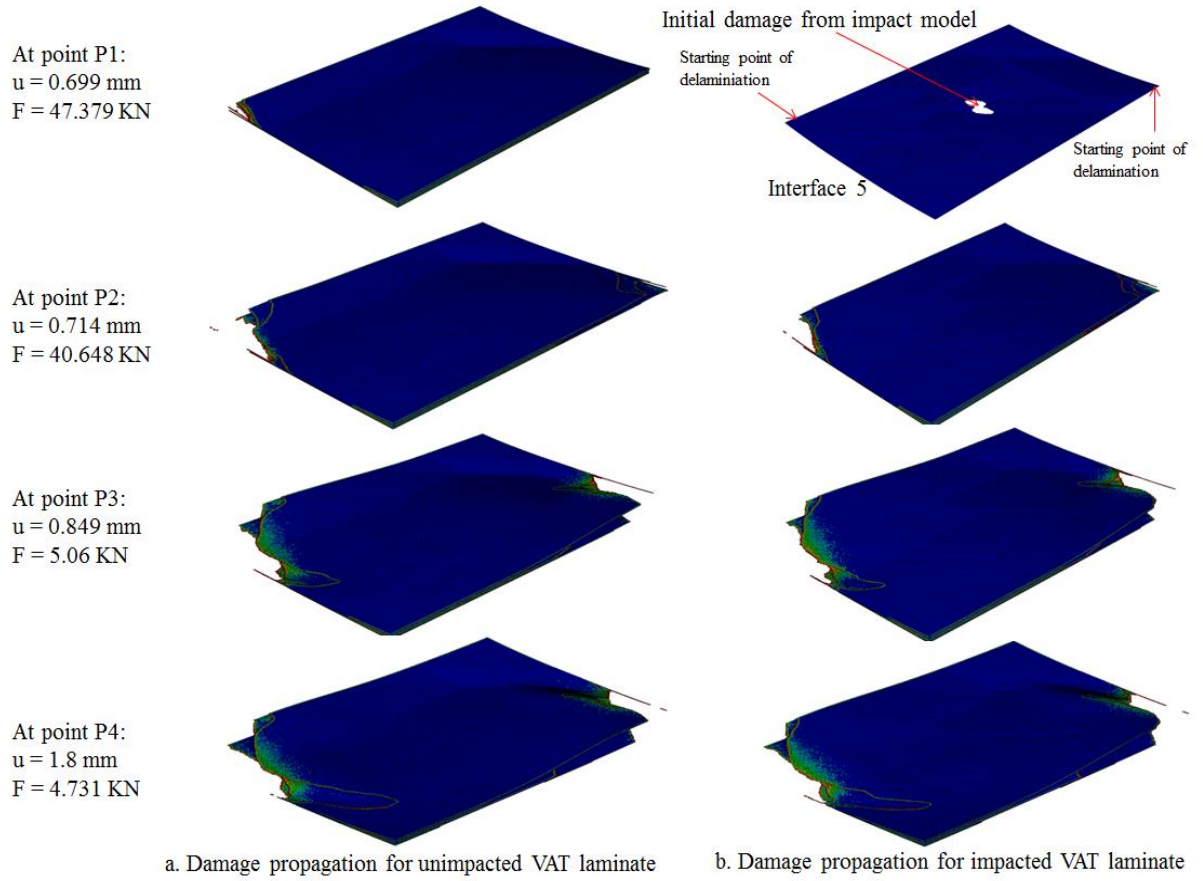 At point P1:
u = 0.699 mm
F = 47.379 KN
Initial damage from impact model
Starting point of
delaminiation
Starting point of
delamination
Interface 5
At point P2:
u = 0.714 mm
F = 40.648 KN
At point P3:
u = 0.849 mm
F = 5.06 KN
At point P4:
u = 1.8 mm
F = 4.731 KN
a. Damage propagation for unimpacted VAT laminate
b. Damage propagation for impacted VAT laminate